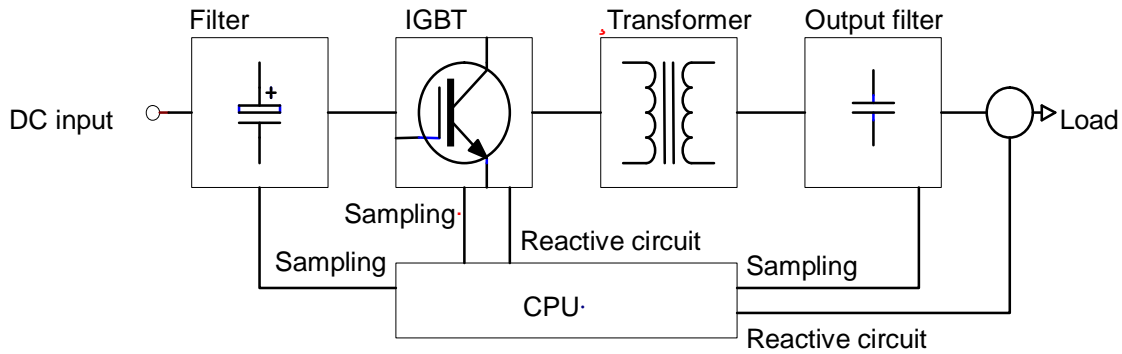 Filter
IGBT
Transformer
Output filter
DC input
+
Load
Sampling
Reactive circuit
Sampling
Sampling
CPU
Reactive circuit